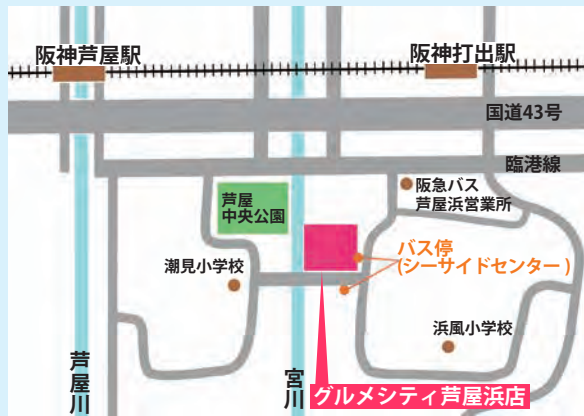 阪神芦屋駅
阪神打出駅
国道43号
臨港線
阪急バス
芦屋浜営業所
芦屋
中央公園
バス停
(シーサイドセンター)
潮見小学校
浜風小学校
芦屋川
宮川
グルメシティ芦屋浜店